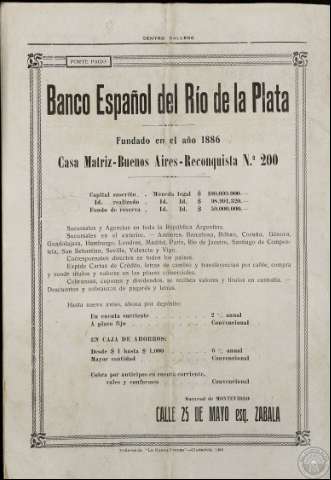 CENTRO GALLEGO
PORTE PAGO
Banco Español del Río de la Plata
Fundado en el año 1886
Casa Matriz-Buenos Aires-Reconquista N.º 200
Capital suscrito . . Moneda legal $ 100.000.000.
Id. realizado . Id. Id. $ 98.991.520.
Fondo de reserva . Id. Id. $ 50.000.000.
Sucursales y Agencias en toda la República Argentina.
Sucursales en el exterior. — Amberes, Barcelona, Bilbao, Coruña, Génova,
Guadalajara, Hamburgo, Londres, Madrid, París, Río de Janeiro, Santiago de Compos-
tela, San Sebastián, Sevilla, Valencia y Vigo.
Corresponsales directos en todos los países.
Expide Cartas de Crédito, letras de cambio y transferencias por cable, compra
y vende títulos y valores en las plazas comerciales.
Cobranzas, cupones y dividendos, se reciben valores y títulos en custodia. —
Descuentos y cobranzas de pagarés y letras.
Hasta nuevo aviso, abona por depósito:
En cuenta corriente . . . . 2 % anual
A plazo fijo . . . . Convencional
EN CAJA DE AHORROS:
Desde $ 1 hasta $ 1.000 . . . 6 % anual
Mayor cantidad . . . Convencional
Cobra por anticipos en cuenta corriente,
vales y conformes . . . Convencional
Sucursal de MONTEVIDEO
CALLE 25 DE MAYO esq. ZABALA